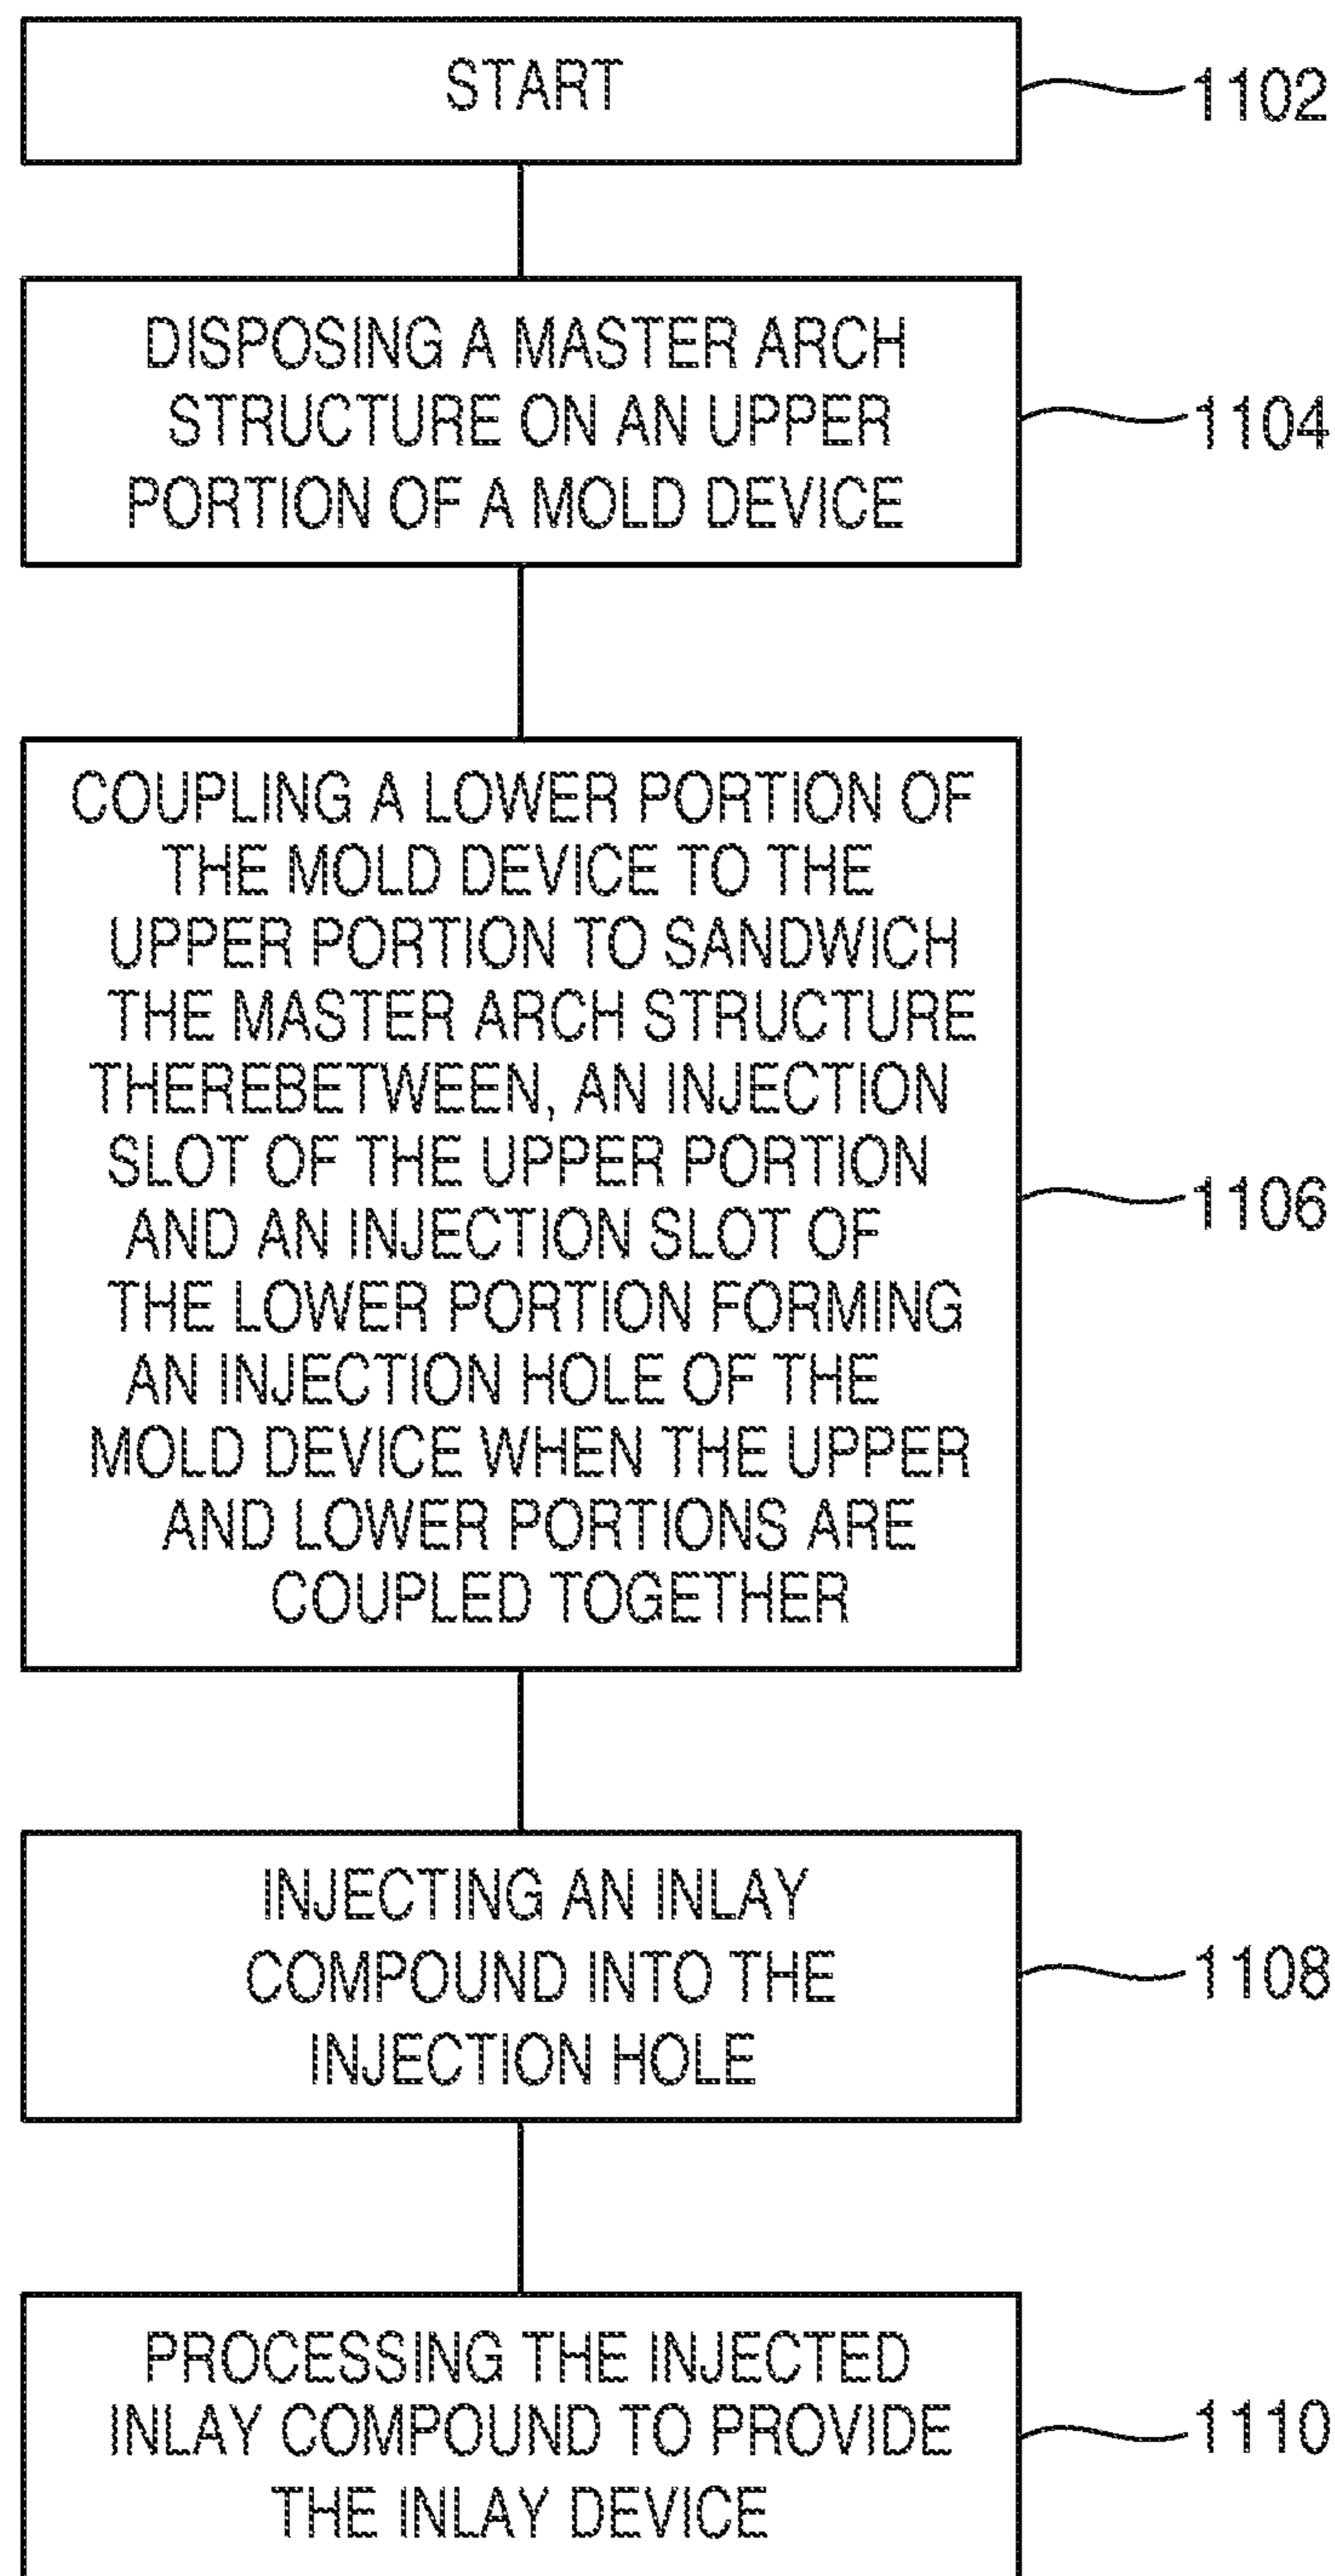 START
1102
DISPOSING A MASTER ARCH
STRUCTURE ON AN UPPER
PORTION OF A MOLD DEVICE
1104
COUPLING A LOWER PORTION OF
THE MOLD DEVICE TO THE
UPPER PORTION TO SANDWICH
THE MASTER ARCH STRUCTURE
THEREBETWEEN, AN INJECTION
SLOT OF THE UPPER PORTION
AND AN INJECTION SLOT OF
THE LOWER PORTION FORMING
AN INJECTION HOLE OF THE
MOLD DEVICE WHEN THE UPPER
AND LOWER PORTIONS ARE
COUPLED TOGETHER
1106
INJECTING AN INLAY
COMPOUND INTO THE
INJECTION HOLE
1108
PROCESSING THE INJECTED
INLAY COMPOUND TO PROVIDE
THE INLAY DEVICE
1110